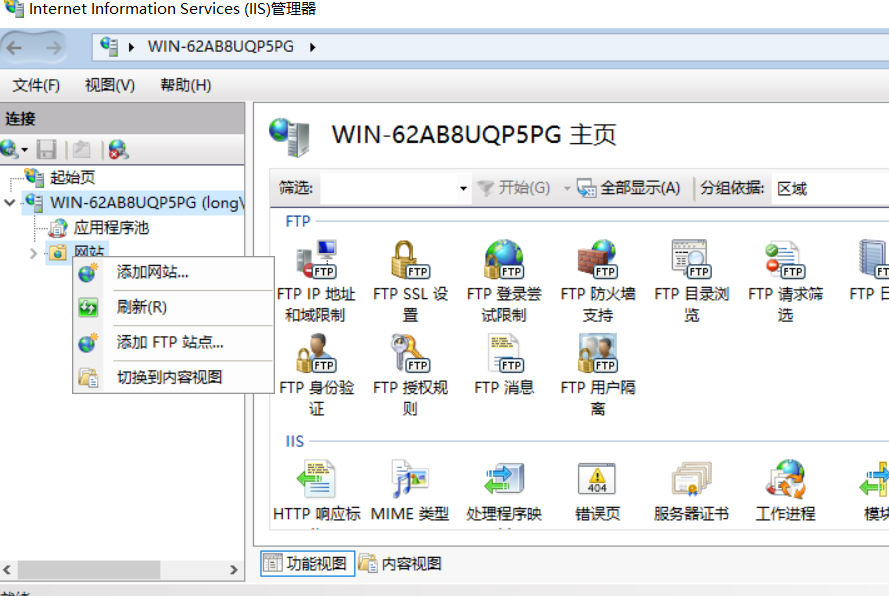 Internet Information Services (IIS)管理器
WIN-62AB8UQP5PG
文件(F) 视图(V) 帮助(H)
连接
起始页
WIN-62AB8UQP5PG (long\
应用程序池
网站
添加网站...
刷新(R)
添加 FTP 站点...
切换到内容视图
WIN-62AB8UQP5PG 主页
筛选: 开始(G) 全部显示(A) 分组依据: 区域
FTP
FTP IP 地址和域限制
FTP SSL 设置
FTP 登录尝试限制
FTP 防火墙支持
FTP 目录浏览
FTP 请求筛选
FTP 日
FTP 身份验证
FTP 授权规则
FTP 消息
FTP 用户隔离
IIS
HTTP 响应标
MIME 类型
处理程序映
404
错误页
服务器证书
工作进程
模块
功能视图 内容视图